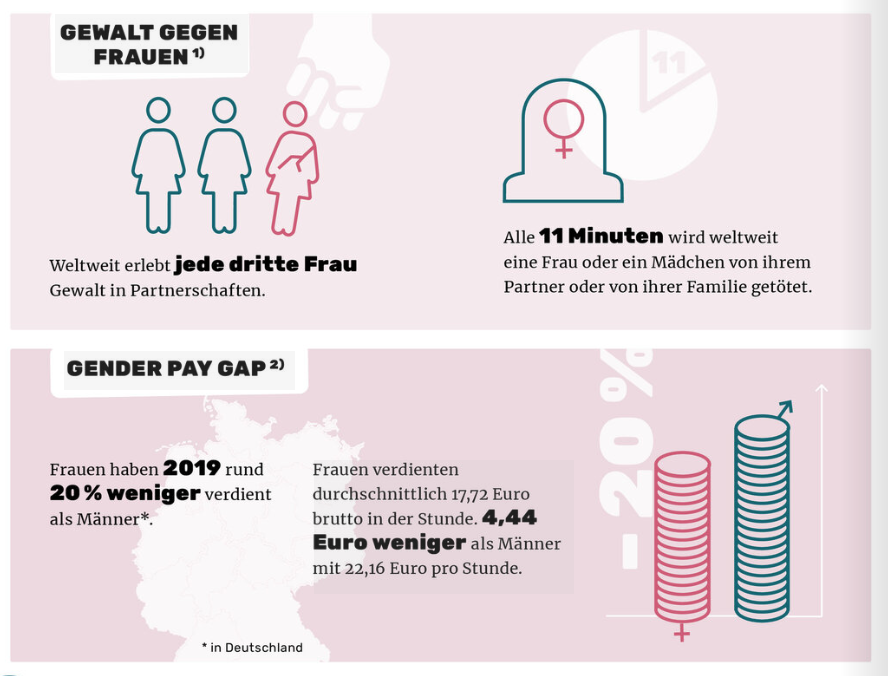 GEWALT GEGEN
FRAUEN 1)
11
Weltweit erlebt jede dritte Frau
Gewalt in Partnerschaften.
Alle 11 Minuten wird weltweit
eine Frau oder ein Mädchen von ihrem
Partner oder von ihrer Familie getötet.
GENDER PAY GAP 2)
Frauen haben 2019 rund
20 % weniger verdient
als Männer*.
Frauen verdienten
durchschnittlich 17,72 Euro
brutto in der Stunde. 4,44
Euro weniger als Männer
mit 22,16 Euro pro Stunde.
- 20 %
* in Deutschland